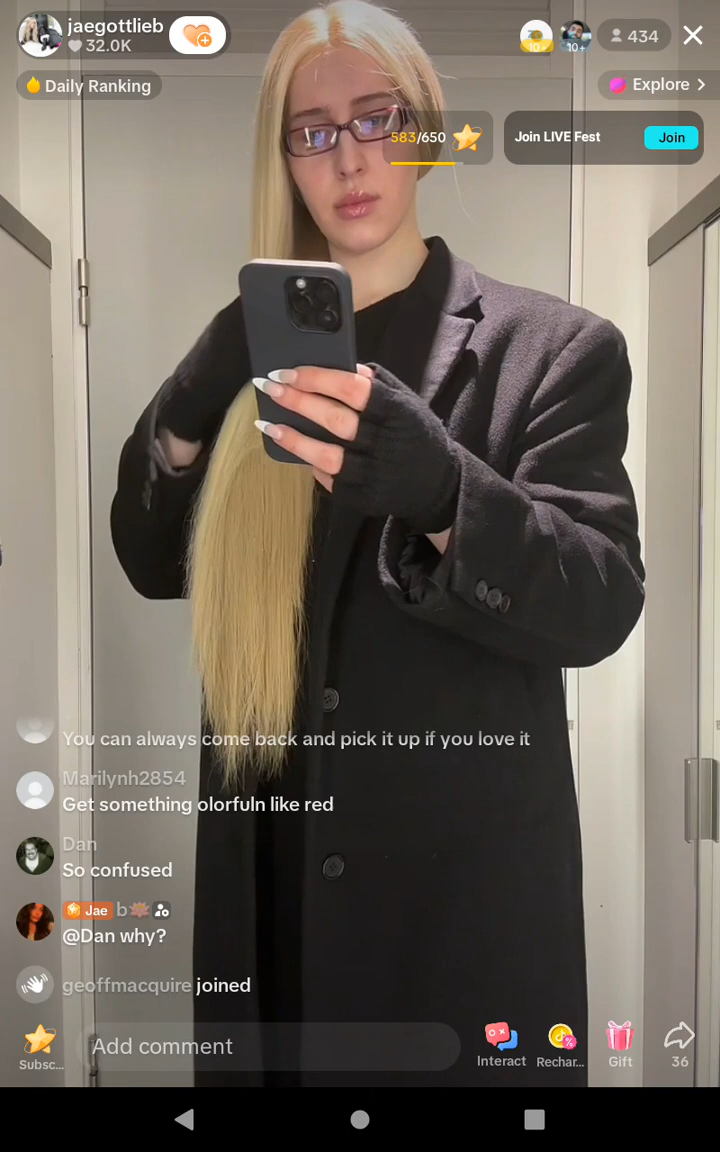 jaegottlieb
32.0K
10+
10+
434
Daily Ranking
Explore
583/650
Join LIVE Fest
Join
You can always come back and pick it up if you love it
Marilynh2854
Get something olorfuln like red
Dan
So confused
Jae b
@Dan why?
geoffmacquire joined
Add comment
Subsc...
Interact
Rechar...
Gift
36